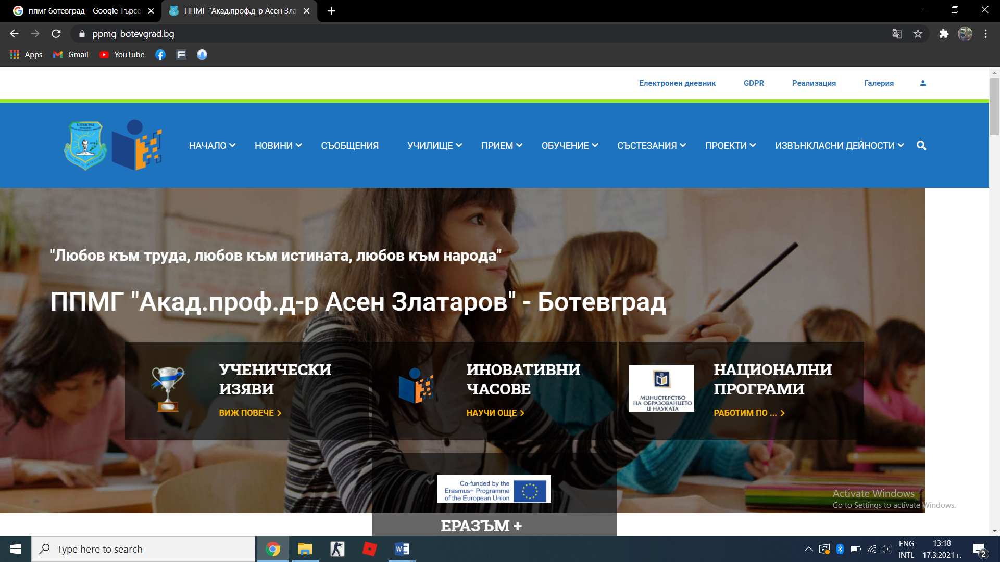 ппмг ботевград – Google Търсе
ППМГ "Акад.проф.д-р Асен Зла
ppmg-botevgrad.bg
Apps
Gmail
YouTube
Електронен дневник
GDPR
Реализация
Галерия
БОТЕВГРАД
НАЧАЛО
НОВИНИ
СЪОБЩЕНИЯ
УЧИЛИЩЕ
ПРИЕМ
ОБУЧЕНИЕ
СЪСТЕЗАНИЯ
ПРОЕКТИ
ИЗВЪНКЛАСНИ ДЕЙНОСТИ
"Любов към труда, любов към истината, любов към народа"
ППМГ "Акад.проф.д-р Асен Златаров" - Ботевград
УЧЕНИЧЕСКИ
ИЗЯВИ
ВИЖ ПОВЕЧЕ
ИНОВАТИВНИ
ЧАСОВЕ
НАУЧИ ОЩЕ
МИНИСТЕРСТВО
НА ОБРАЗОВАНИЕТО
И НАУКАТА
НАЦИОНАЛНИ
ПРОГРАМИ
РАБОТИМ ПО ...
Co-funded by the
Erasmus+ Programme
of the European Union
ЕРАЗЪМ +
Activate Windows
Go to Settings to activate Windows.
Type here to search
ENG
INTL
13:18
17.3.2021 г.
2